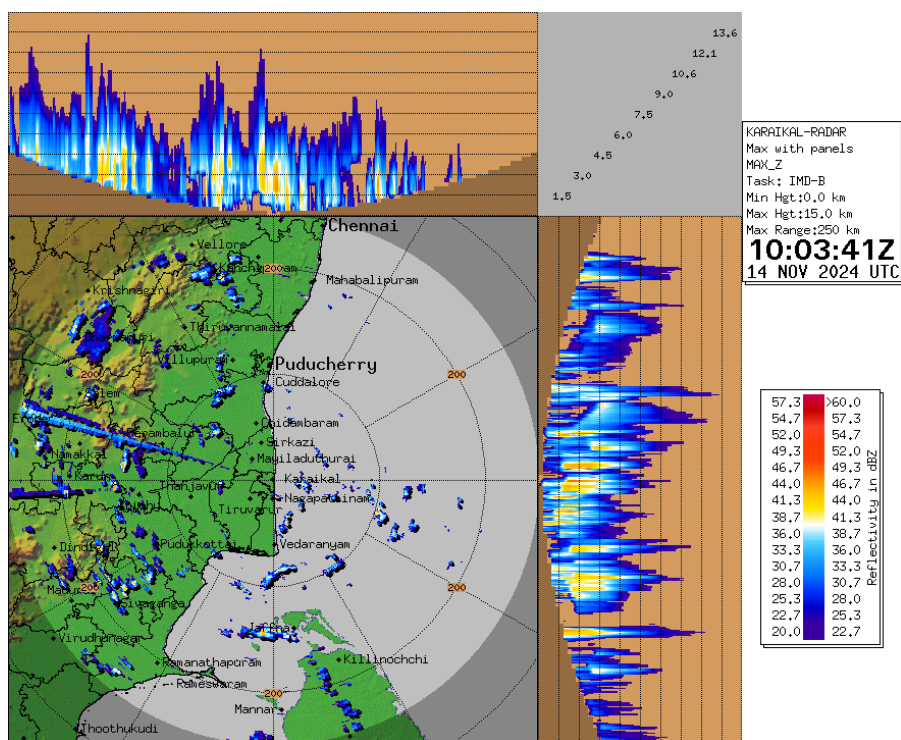 13.6
12.1
10.6
9.0
7.5
6.0
4.5
3.0
1.5
KARAIKAL-RADAR
Max with panels
MAX_Z
Task: IMD-B
Min Hgt:0.0 km
Max Hgt:15.0 km
Max Range:250 km
10:03:41Z
14 NOV 2024 UTC
Chennai
Vellore
200
Mahabalipuram
Krishnagiri
Thiruvannamalai
Villupuram
Puducherry
200
200
Cuddalore
Chidambaram
Perambalur
Sirkazi
Namakkal
Mayiladuthurai
Karaikal
Thanjavur
Nagapattinam
Tiruvarur
Pudukkottai
Vedaranyam
200
200
Sivaganga
Jaffna
Virudhunagar
Ramanathapuram
Killinochchi
Rameswaram
200
Mannar
Thoothukudi
57.3 >60.0
54.7 57.3
52.0 54.7
49.3 52.0
46.7 49.3
44.0 46.7
41.3 44.0
38.7 41.3
36.0 38.7
33.3 36.0
30.7 33.3
28.0 30.7
25.3 28.0
22.7 25.3
20.0 22.7
Reflectivity in dBZ